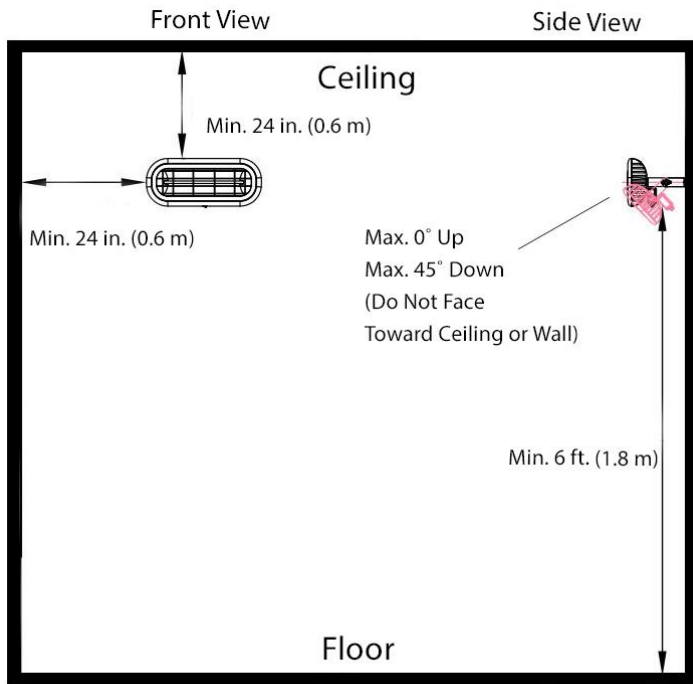 Front View
Side View
Ceiling
Min. 24 in. (0.6 m)
Min. 24 in. (0.6 m)
Max. 0° Up
Max. 45° Down
(Do Not Face
Toward Ceiling or Wall)
Min. 6 ft. (1.8 m)
Floor